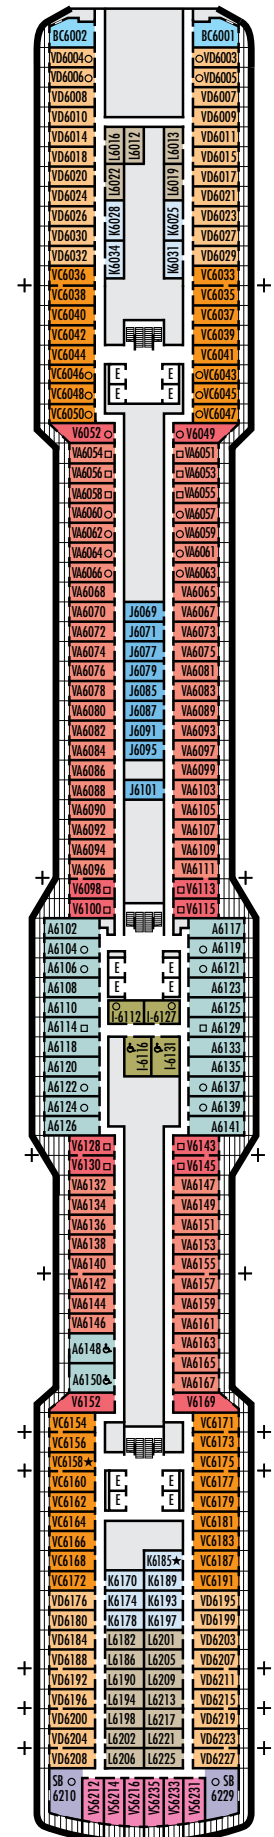 BC6002 BC6001
VD6004 VD6003
VD6006 VD6005
VD6008 VD6007
VD6010 VD6009
VD6014 L6016 L6012 L6013 VD6011
VD6018 VD6015
VD6020 L6022 L6019 VD6017
VD6024 VD6021
VD6026 K6028 K6025 VD6023
VD6030 VD6027
VD6032 K6034 K6031 VD6029
VC6036 VC6033
VC6038 VC6035
VC6040 VC6037
VC6042 VC6039
VC6044 VC6041
VC6046 E E VC6043
VC6048 E E VC6045
VC6050 VC6047
V6052 V6049
VA6054 VA6051
VA6056 VA6053
VA6058 VA6055
VA6060 VA6057
VA6062 VA6059
VA6064 VA6061
VA6066 VA6063
VA6068 VA6065
VA6070 J6069 VA6067
VA6072 J6071 VA6073
VA6074 J6077 VA6075
VA6076 J6079 VA6081
VA6078 J6085 VA6083
VA6080 J6087 VA6089
VA6082 J6091 VA6093
VA6084 J6095 VA6097
VA6086 VA6099
VA6088 J6101 VA6103
VA6090 VA6105
VA6092 VA6107
VA6094 VA6109
VA6096 VA6111
V6098 V6113
V6100 V6115
A6102 A6117
A6104 A6119
A6106 E E A6121
A6108 E E A6123
A6110 I-6112 I-6127 A6125
A6114 A6129
A6118 I-6116 I-6131 A6133
A6120 A6135
A6122 A6137
A6124 A6139
A6126 A6141
V6128 V6143
V6130 V6145
VA6132 VA6147
VA6134 VA6149
VA6136 VA6151
VA6138 VA6153
VA6140 VA6155
VA6142 VA6157
VA6144 VA6159
VA6146 VA6161
A6148 VA6163
VA6165
A6150 VA6167
V6152 V6169
VC6154 VC6171
VC6156 VC6173
VC6158★ VC6175
VC6160 E E VC6177
VC6162 E E VC6179
VC6164 VC6181
VC6166 VC6183
VC6168 K6185★ VC6187
VC6172 K6170 K6189 VC6191
VD6176 K6174 K6193 VD6195
VD6180 K6178 K6197 VD6199
VD6184 L6182 L6201 VD6203
VD6188 L6186 L6205 VD6207
VD6192 L6190 L6209 VD6211
VD6196 L6194 L6213 VD6215
VD6200 L6198 L6217 VD6219
VD6204 L6202 L6221 VD6223
VD6208 L6206 L6225 VD6227
SB 6210 VS6212 VS6214 VS6216 VS6235 VS6233 VS6231 SB 6229